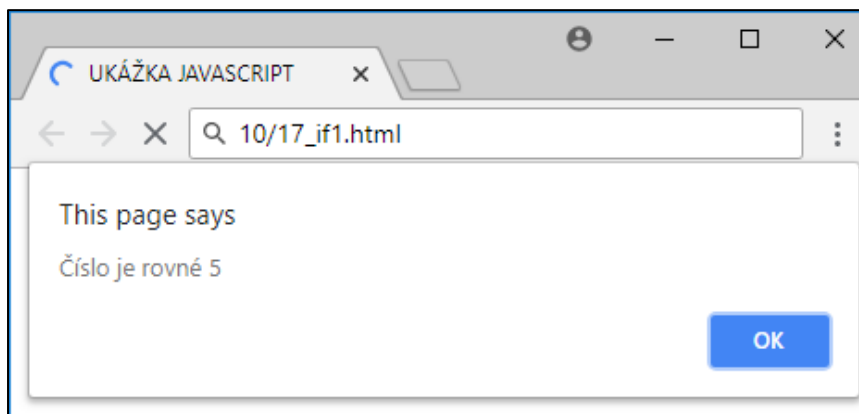 UKÁŽKA JAVASCRIPT
10/17_if1.html
This page says
Číslo je rovné 5
OK